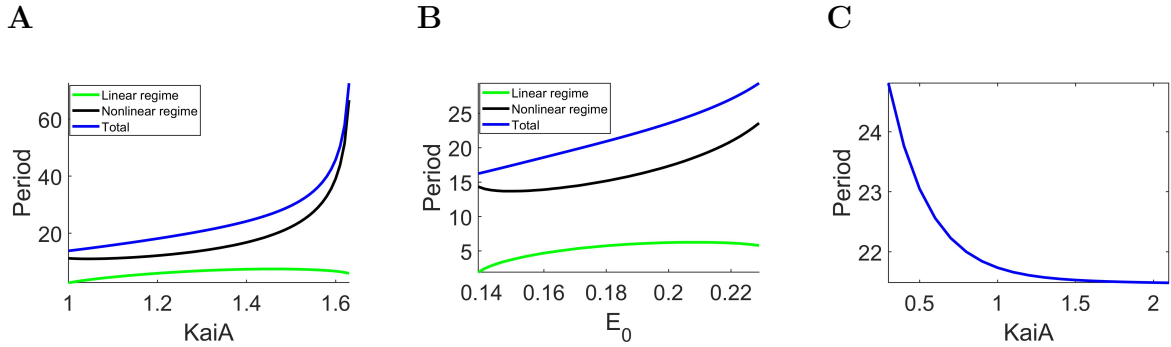 A
B
C
Linear regime
Nonlinear regime
Total
60
40
20
Period
1
1.2
1.4
1.6
KaiA
Linear regime
Nonlinear regime
Total
25
20
15
10
5
Period
0.14
0.16
0.18
0.2
0.22
E0
24
23
22
Period
0.5
1
1.5
2
KaiA